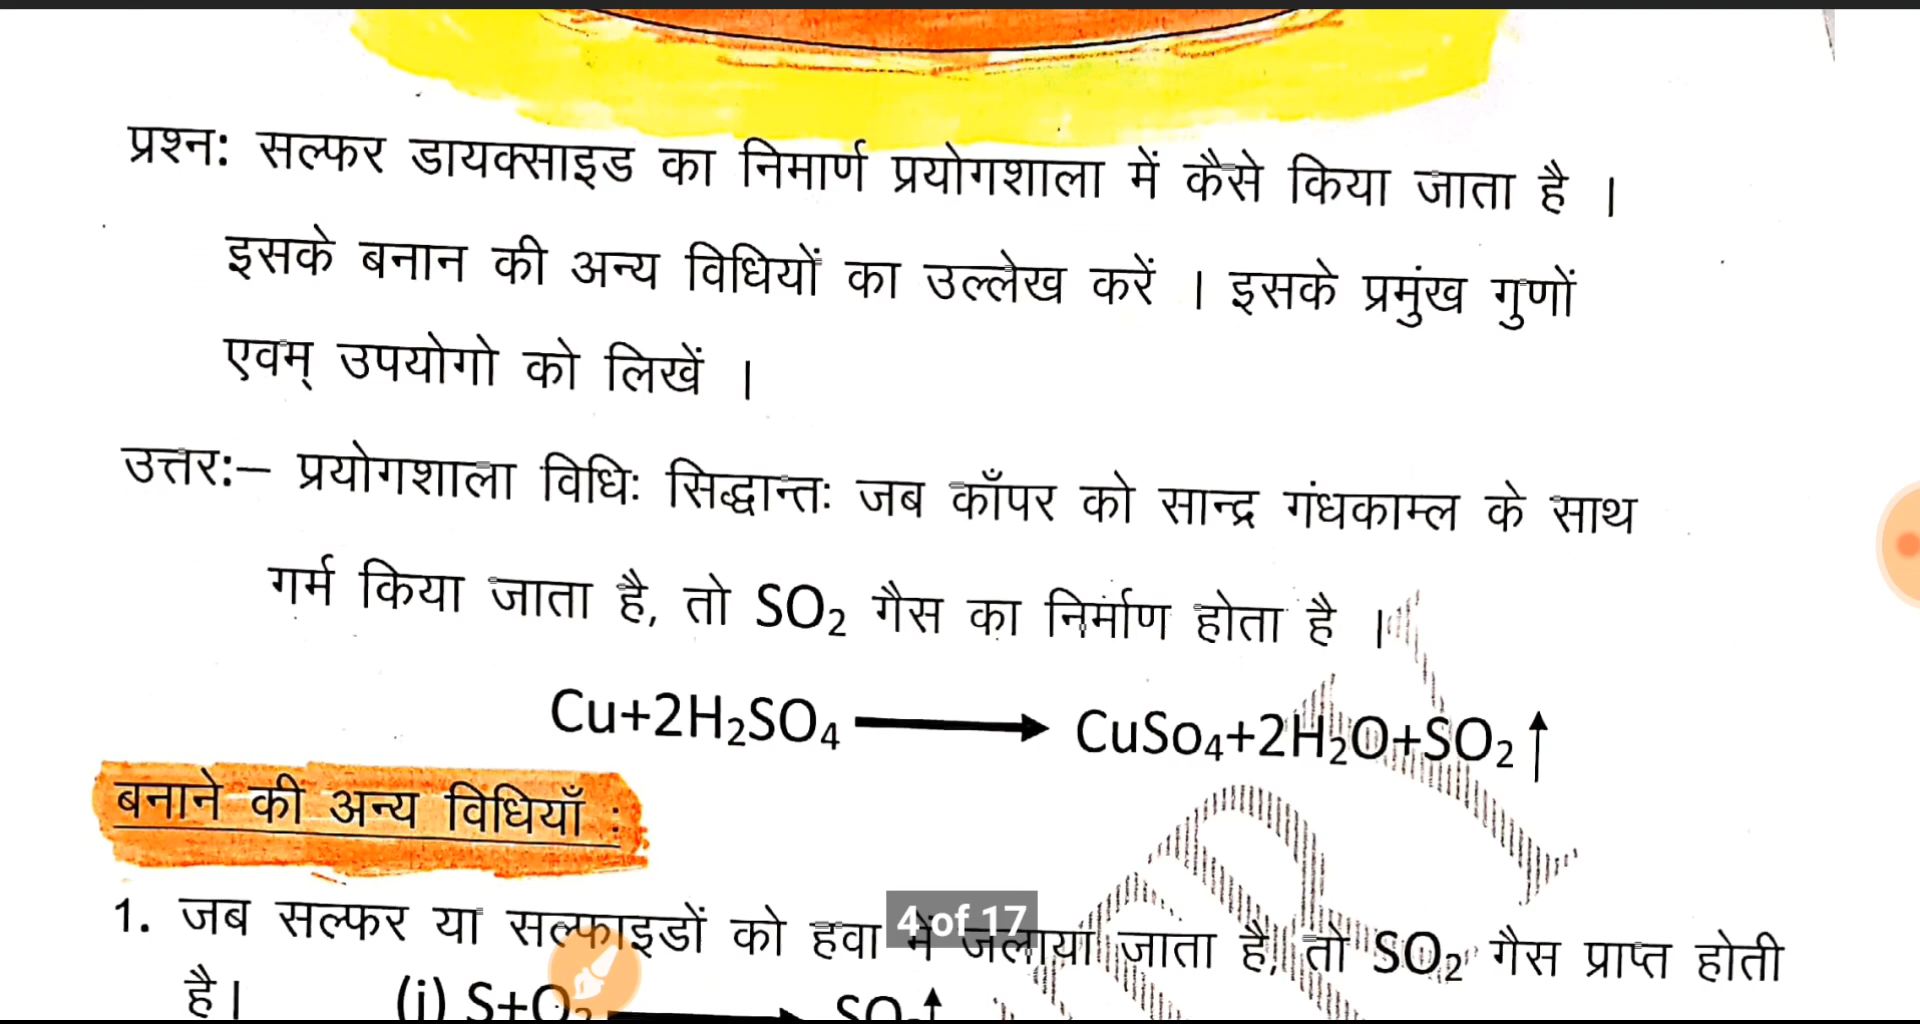 प्रश्न: सल्फर डायक्साइड का निमार्ण प्रयोगशाला में कैसे किया जाता है ।
इसके बनान की अन्य विधियों का उल्लेख करें । इसके प्रमुंख गुणों
एवम् उपयोगो को लिखें ।
उत्तर:– प्रयोगशाला विधिः सिद्धान्तः जब काँपर को सान्द्र गंधकाम्ल के साथ
गर्म किया जाता है, तो SO₂ गैस का निर्माण होता है ।
Cu+2H₂SO₄ ⟶ CuSo₄+2H₂O+SO₂↑
बनाने की अन्य विधियाँ :
1. जब सल्फर या सल्फाइडों को हवा में जलाया जाता है, तो SO₂ गैस प्राप्त होती
4 of 17
है। (i) S+O₂ ⟶ SO₂↑